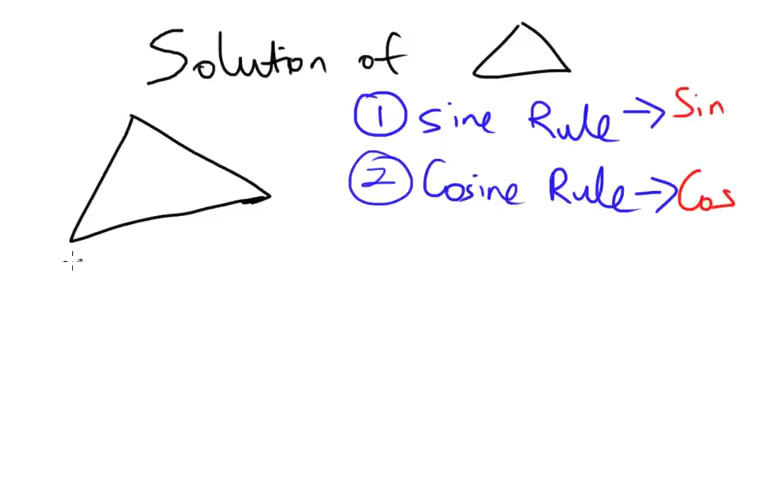 Solution of
① Sine Rule → Sin
② Cosine Rule → Cos